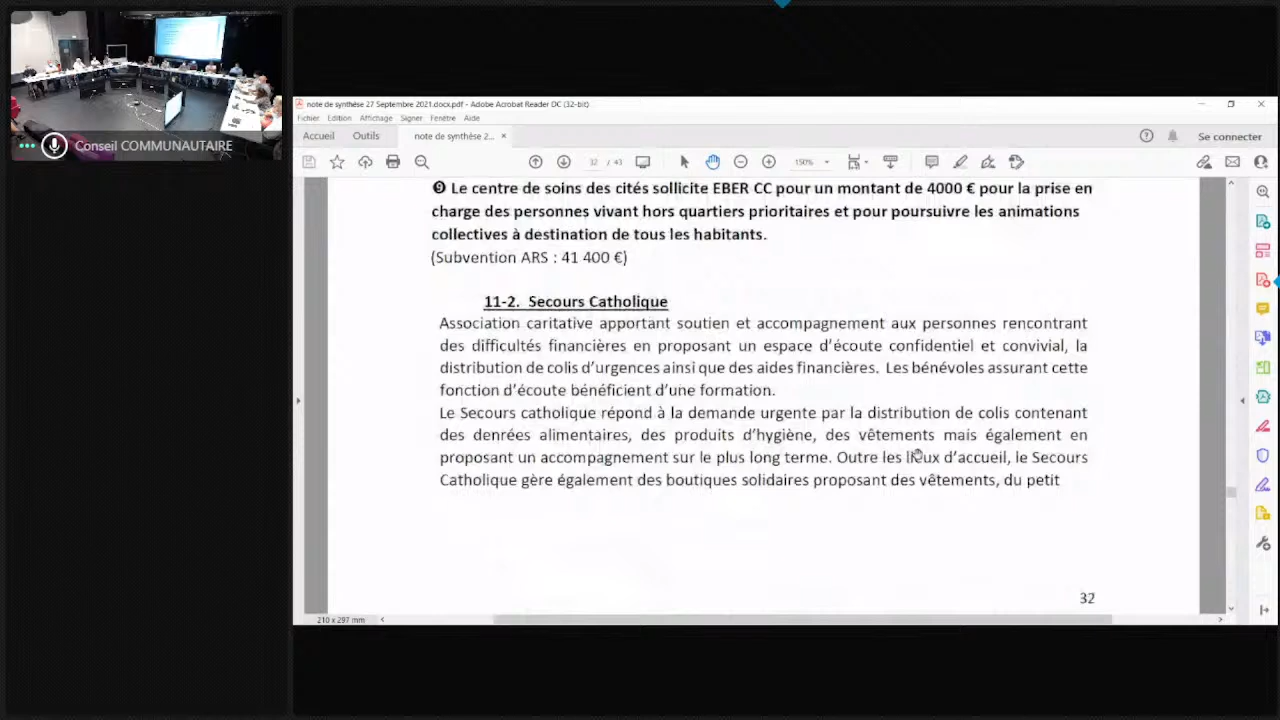 Conseil COMMUNAUTAIRE
note de synthèse 27 Septembre 2021.docx.pdf - Adobe Acrobat Reader DC (32-bit)
Fichier Edition Affichage Signer Fenêtre Aide
Accueil Outils note de synthèse 2... × Se connecter
32 / 43 150%
❾ Le centre de soins des cités sollicite EBER CC pour un montant de 4000 € pour la prise en
charge des personnes vivant hors quartiers prioritaires et pour poursuivre les animations
collectives à destination de tous les habitants.
(Subvention ARS : 41 400 €)
11-2. Secours Catholique
Association caritative apportant soutien et accompagnement aux personnes rencontrant
des difficultés financières en proposant un espace d'écoute confidentiel et convivial, la
distribution de colis d'urgences ainsi que des aides financières. Les bénévoles assurant cette
fonction d'écoute bénéficient d'une formation.
Le Secours catholique répond à la demande urgente par la distribution de colis contenant
des denrées alimentaires, des produits d'hygiène, des vêtements mais également en
proposant un accompagnement sur le plus long terme. Outre les lieux d'accueil, le Secours
Catholique gère également des boutiques solidaires proposant des vêtements, du petit
32
210 x 297 mm